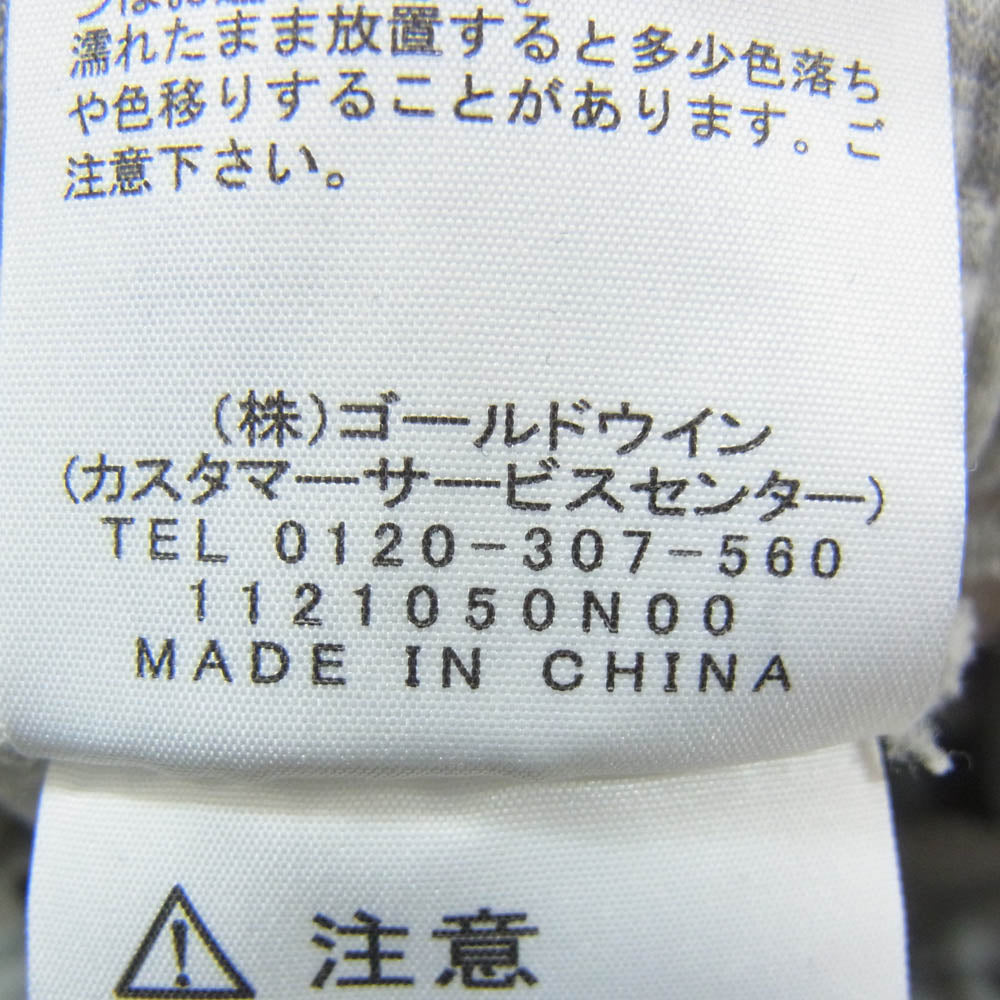 濡れたまま放置すると多少色落ち
や色移りすることがあります。ご
注意下さい。
(株)ゴールドウイン
(カスタマーサービスセンター)
TEL 0120-307-560
1121050N00
MADE IN CHINA
注意